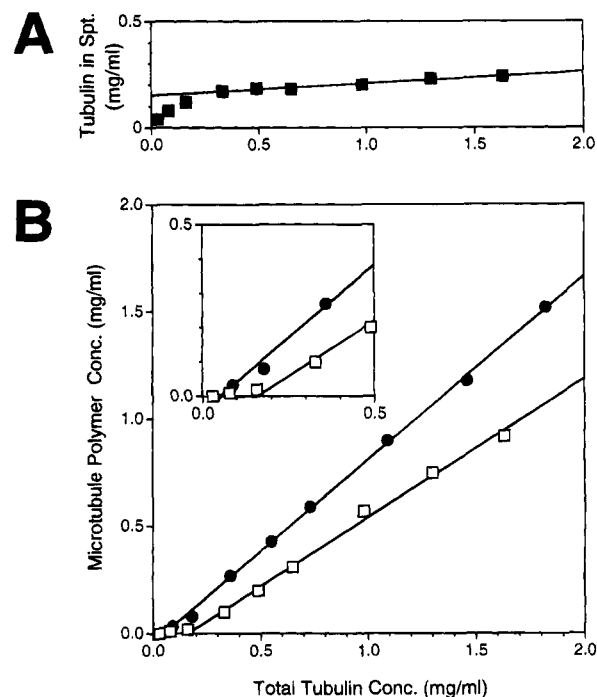 A
Tubulin in Spt.
(mg/ml)
0.5
0
0.0 0.5 1.0 1.5 2.0
B
Microtubule Polymer Conc. (mg/ml)
2.0
1.5
1.0
0.5
0.0
0.5
0.0
0.0 0.5
0.0 0.5 1.0 1.5 2.0
Total Tubulin Conc. (mg/ml)